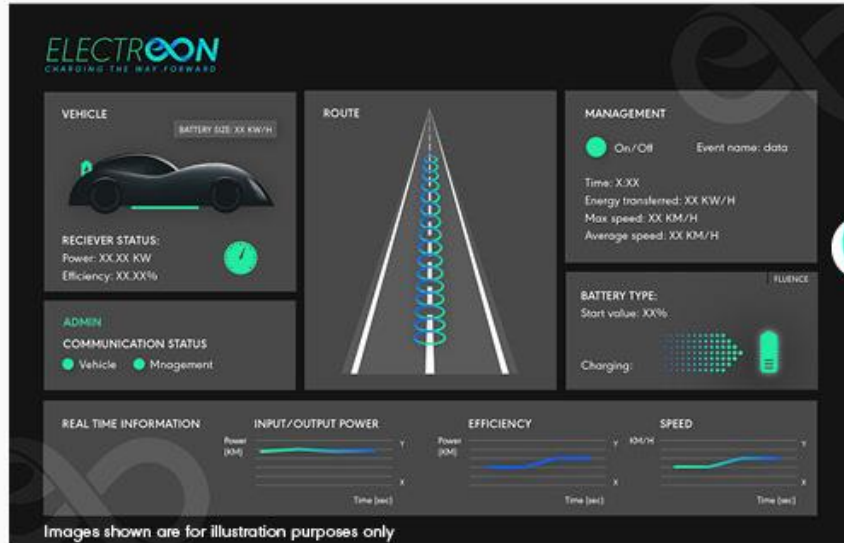 ELECTREON
CHARGING THE WAY FORWARD
VEHICLE
BATTERY SIZE: XX KW/H
RECIEVER STATUS:
Power: XX.XX KW
Efficiency: XX.XX%
ADMIN
COMMUNICATION STATUS
Vehicle Mnagement
ROUTE
MANAGEMENT
On/Off Event name: data
Time: X:XX
Energy transferred: XX KW/H
Max speed: XX KM/H
Average speed: XX KM/H
FLUENCE
BATTERY TYPE:
Start value: XX%
Charging:
REAL TIME INFORMATION
INPUT/OUTPUT POWER
Power
(KM)
Y
X
Time (sec)
EFFICIENCY
Power
(KM)
Y
X
Time (sec)
SPEED
KM/H
Y
X
Time (sec)
Images shown are for illustration purposes only